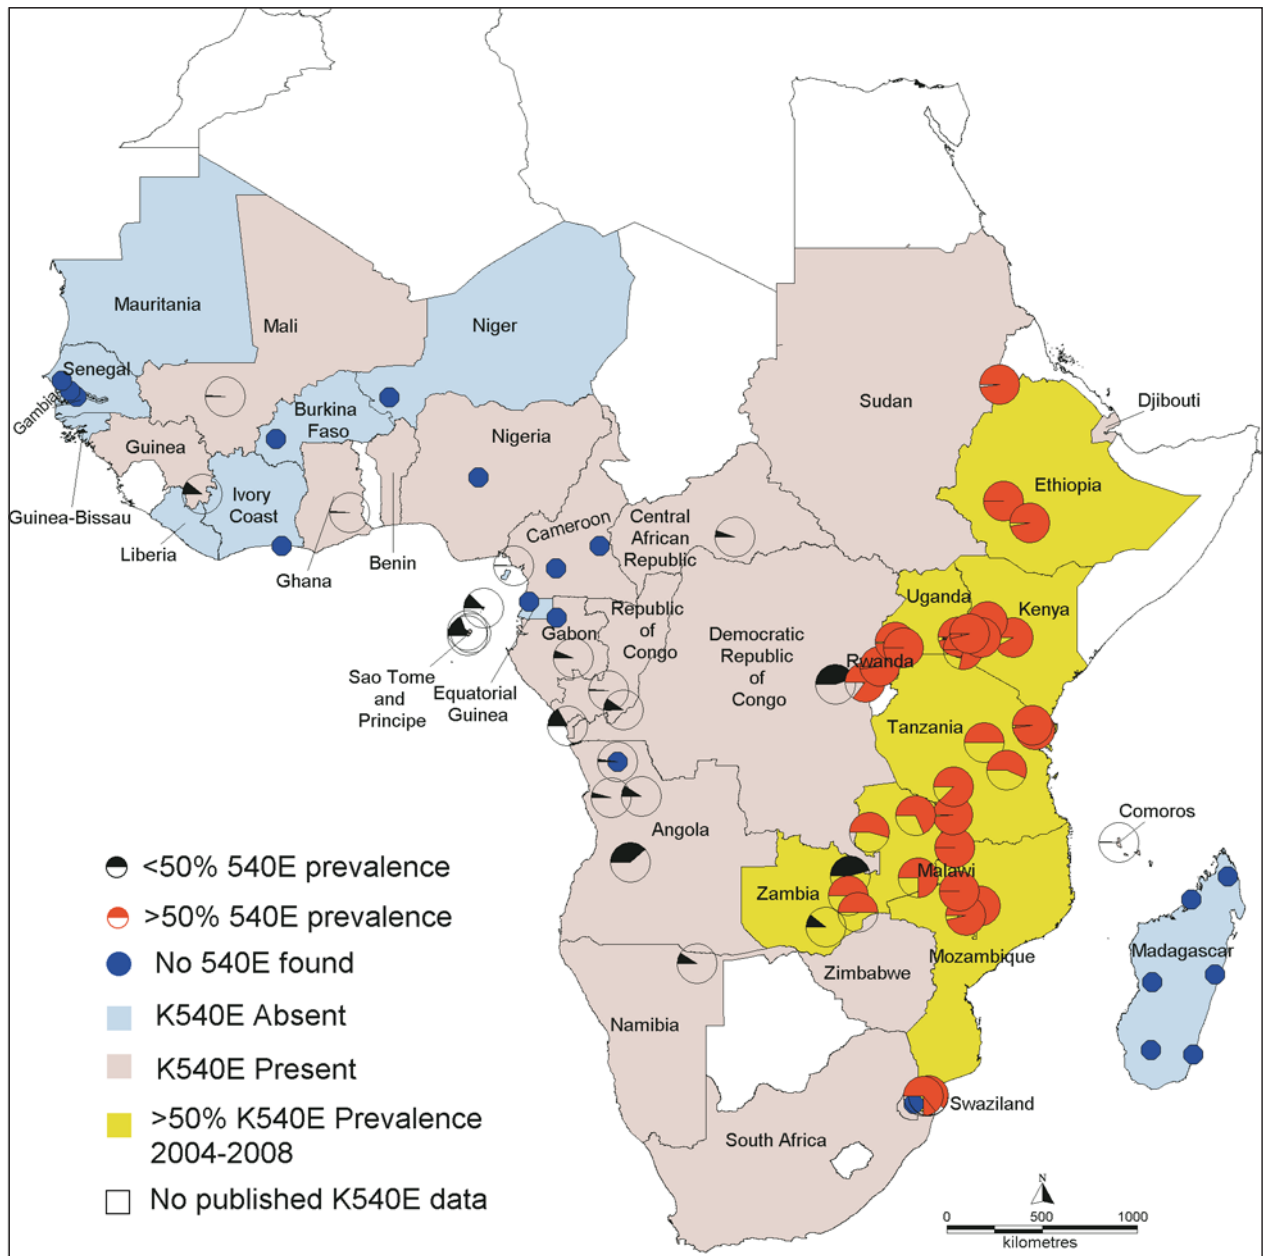 Mauritania
Mali
Niger
Senegal
Gambia
Burkina
Faso
Sudan
Djibouti
Guinea
Nigeria
Ethiopia
Ivory
Coast
Guinea-Bissau
Liberia
Ghana
Benin
Cameroon
Central
African
Republic
Uganda
Kenya
Gabon
Republic
of
Congo
Democratic
Republic
of
Congo
Rwanda
Sao Tome
and
Principe
Equatorial
Guinea
Tanzania
Angola
Comoros
Malawi
Zambia
Madagascar
Mozambique
Zimbabwe
Namibia
Swaziland
South Africa
<50% 540E prevalence
>50% 540E prevalence
No 540E found
K540E Absent
K540E Present
>50% K540E Prevalence
2004-2008
No published K540E data
N
0 500 1000
kilometres